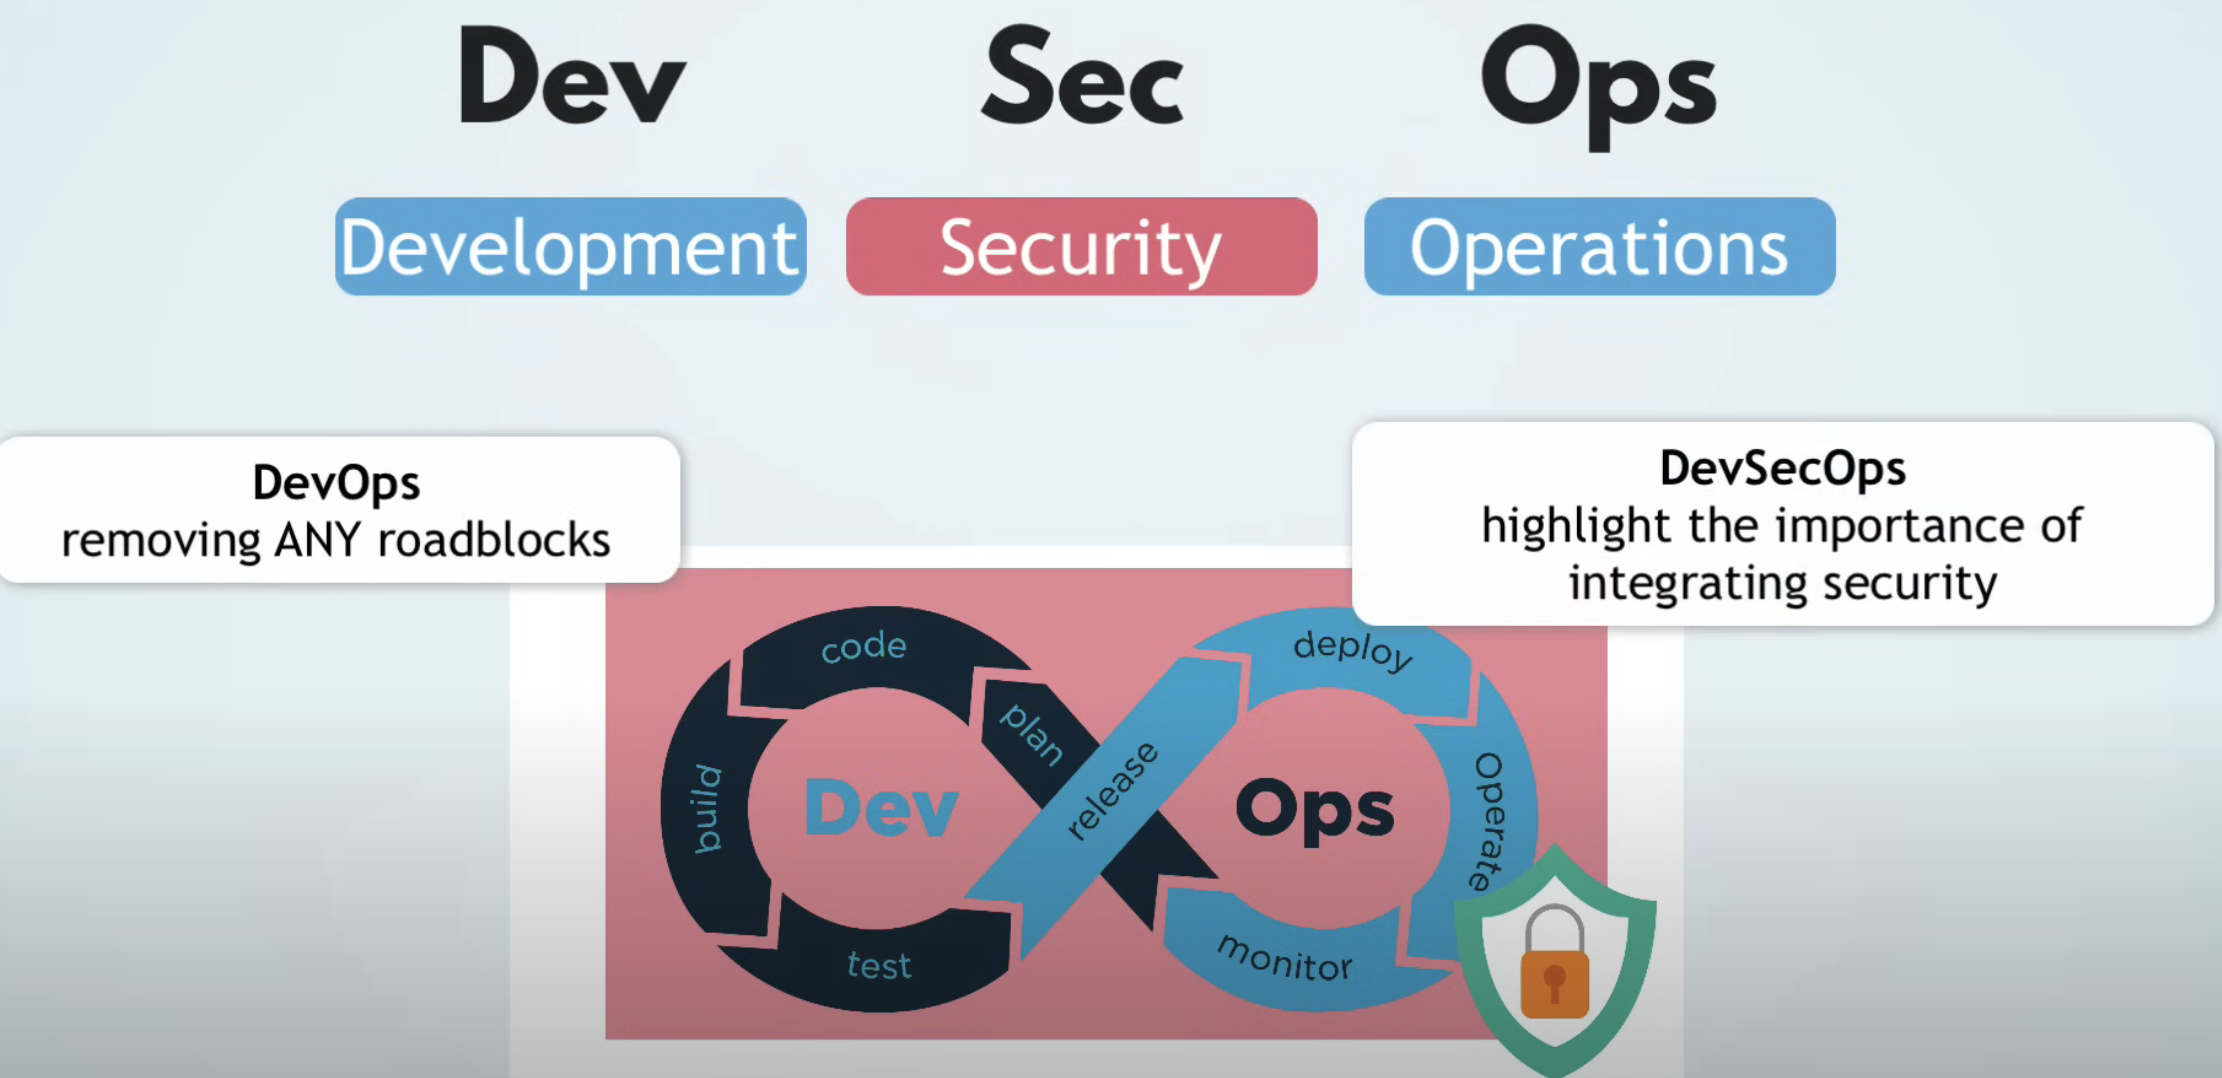 Dev Sec Ops
Development Security Operations
DevOps
removing ANY roadblocks
DevSecOps
highlight the importance of
integrating security
code
plan
build
Dev
test
release
deploy
Ops
Operate
monitor